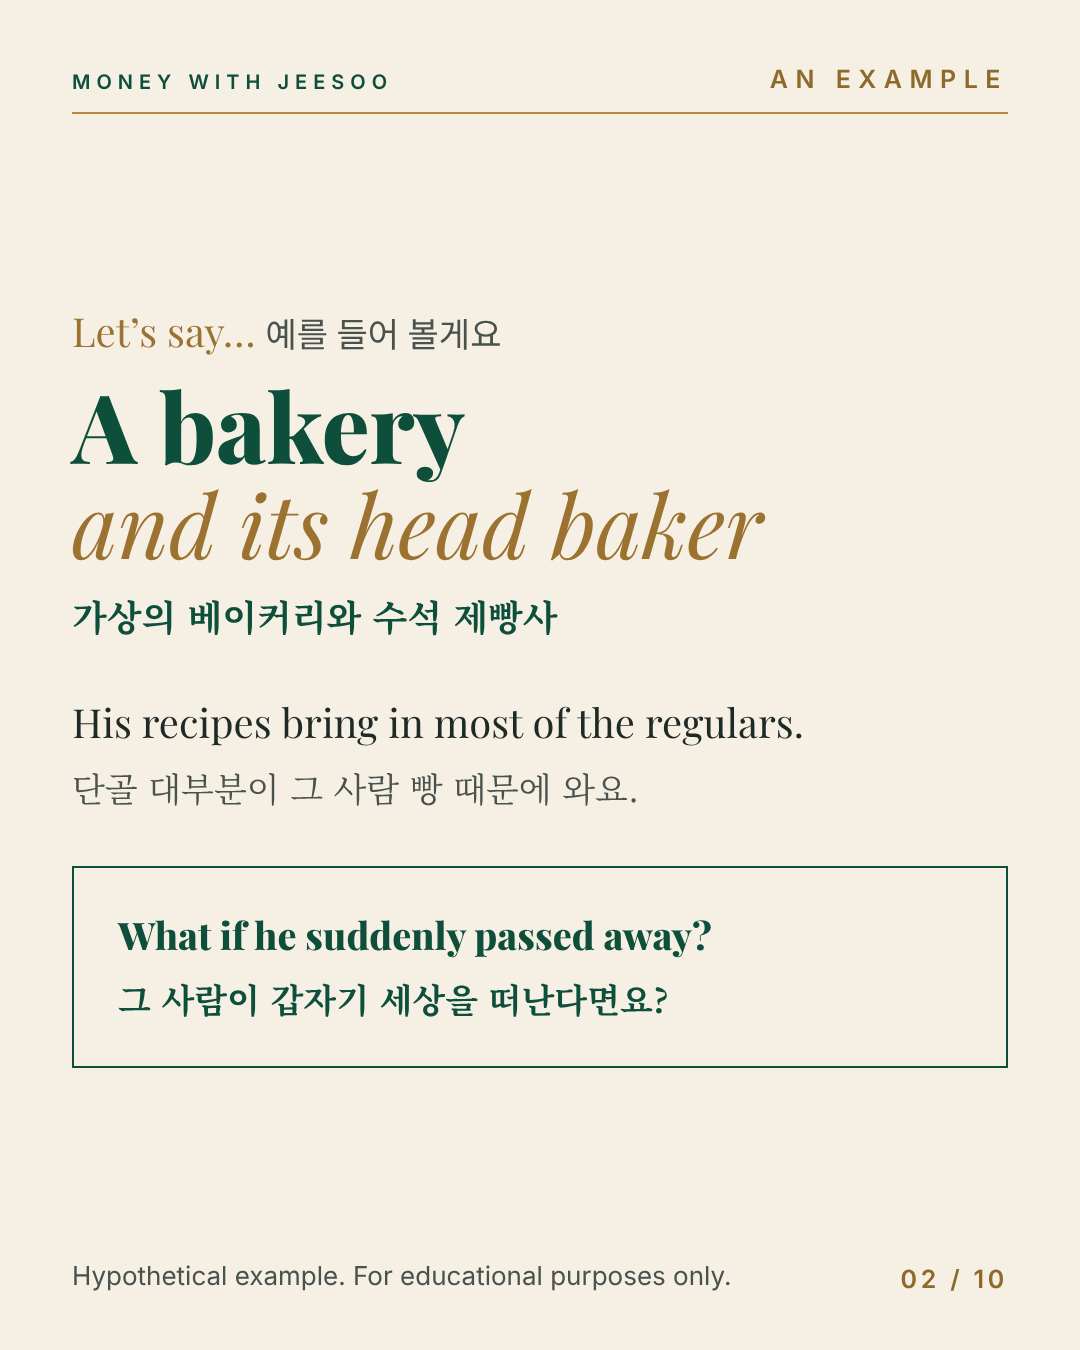 MONEY WITH JEESOO
AN EXAMPLE
Let’s say… 예를 들어 볼게요
A bakery
and its head baker
가상의 베이커리와 수석 제빵사
His recipes bring in most of the regulars.
단골 대부분이 그 사람 빵 때문에 와요.
What if he suddenly passed away?
그 사람이 갑자기 세상을 떠난다면요?
Hypothetical example. For educational purposes only.
02 / 10